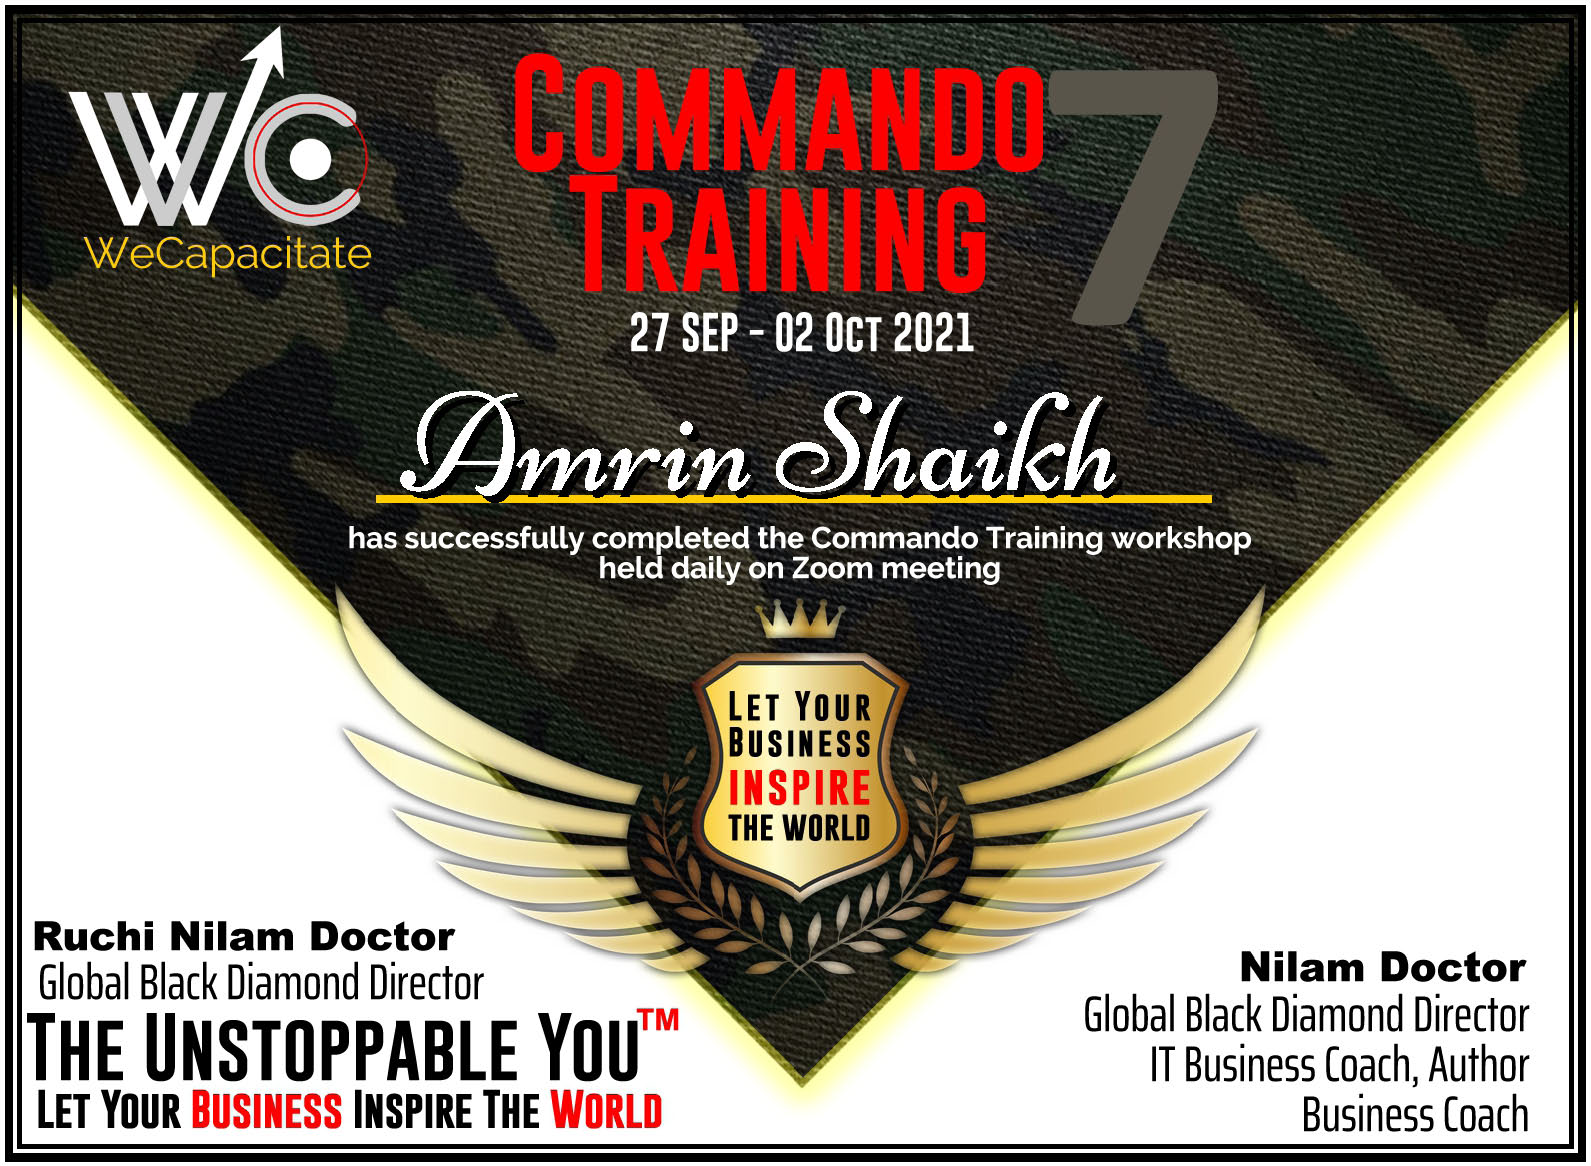 WC
WeCapacitate
COMMANDO 7
TRAINING
27 SEP - 02 OCT 2021
Amrin Shaikh
has successfully completed the Commando Training workshop
held daily on Zoom meeting
LET YOUR
BUSINESS
INSPIRE
THE WORLD
Ruchi Nilam Doctor
Global Black Diamond Director
THE UNSTOPPABLE YOU™
LET YOUR BUSINESS INSPIRE THE WORLD
Nilam Doctor
Global Black Diamond Director
IT Business Coach, Author
Business Coach